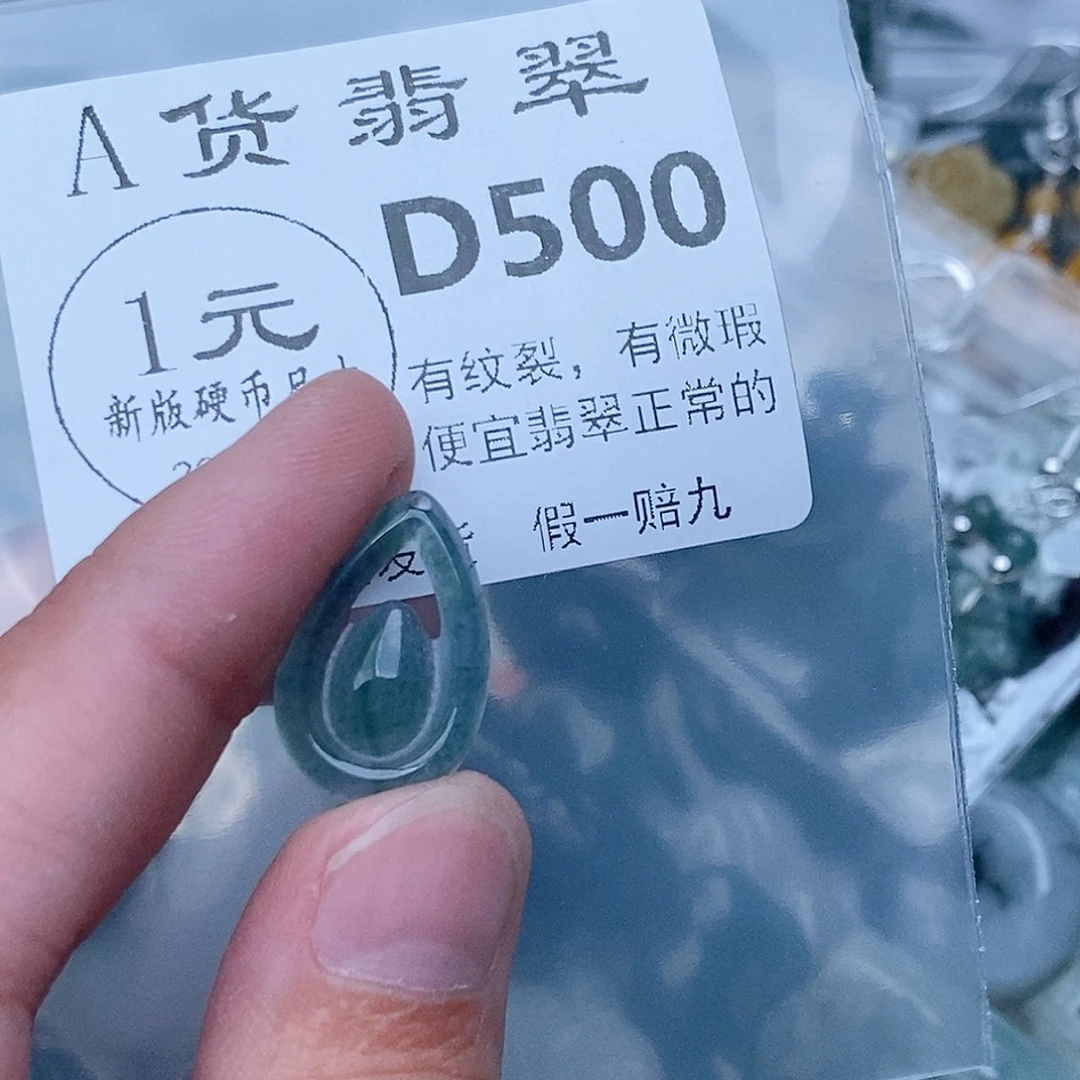 A货翡翠
D500
1元
新版硬币
有纹裂，有微瑕
便宜翡翠正常的
假一赔九